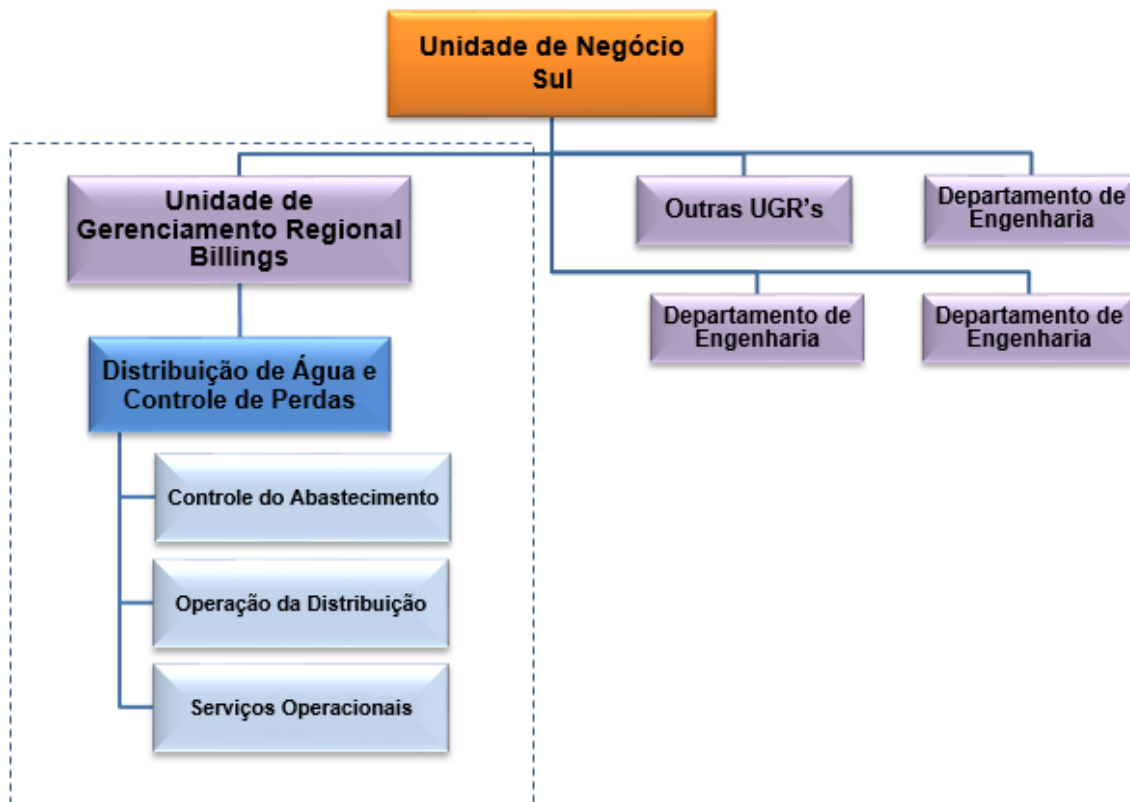 Unidade de Negócio
Sul
Unidade de
Gerenciamento Regional
Billings
Outras UGR's
Departamento de
Engenharia
Departamento de
Engenharia
Departamento de
Engenharia
Distribuição de Água e
Controle de Perdas
Controle do Abastecimento
Operação da Distribuição
Serviços Operacionais